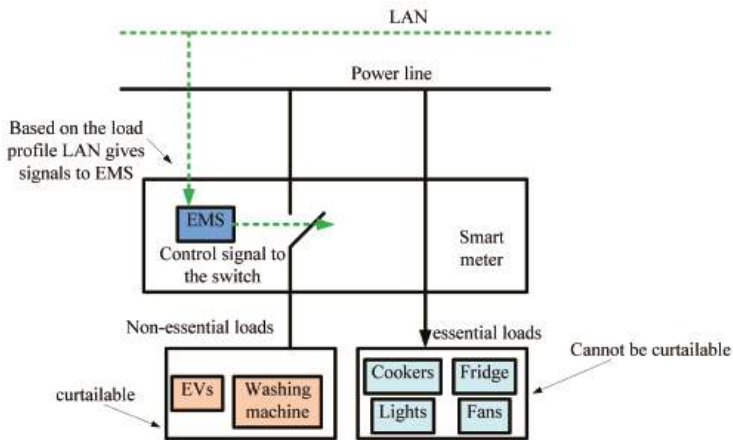 LAN
Power line
Based on the load
profile LAN gives
signals to EMS
EMS
Control signal to
the switch
Smart
meter
Non-essential loads
essential loads
Cannot be curtailable
curtailable
EVs
Washing
machine
Cookers
Fridge
Lights
Fans